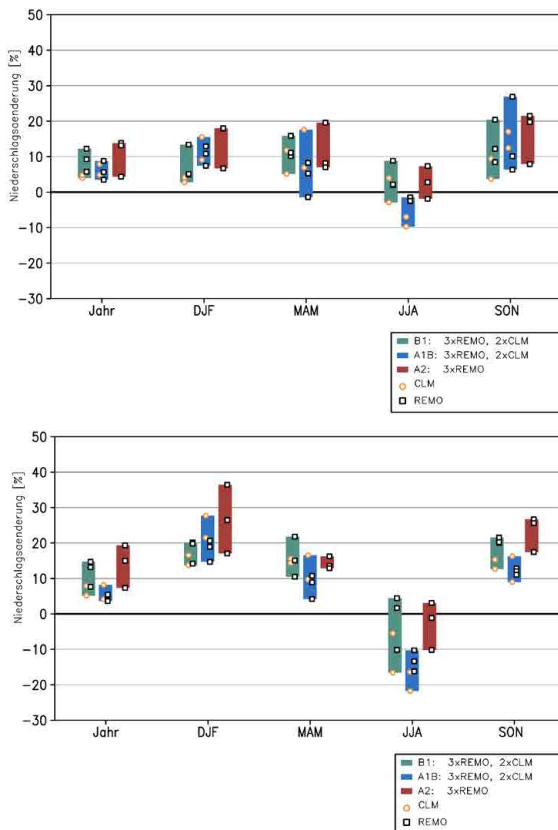 Niederschlagsaenderung [%]
50
40
30
20
10
0
-10
-20
-30
Jahr DJF MAM JJA SON
B1: 3xREMO, 2xCLM
A1B: 3xREMO, 2xCLM
A2: 3xREMO
CLM
REMO
Niederschlagsaenderung [%]
50
40
30
20
10
0
-10
-20
-30
Jahr DJF MAM JJA SON
B1: 3xREMO, 2xCLM
A1B: 3xREMO, 2xCLM
A2: 3xREMO
CLM
REMO